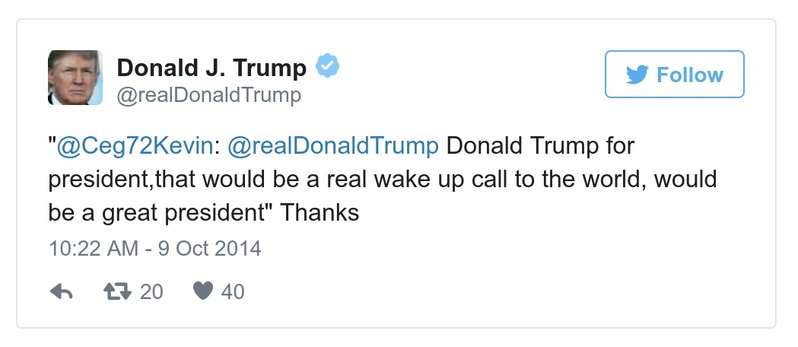 Donald J. Trump
@realDonaldTrump
Follow
"@Ceg72Kevin: @realDonaldTrump Donald Trump for
president,that would be a real wake up call to the world, would
be a great president" Thanks
10:22 AM - 9 Oct 2014
20 40